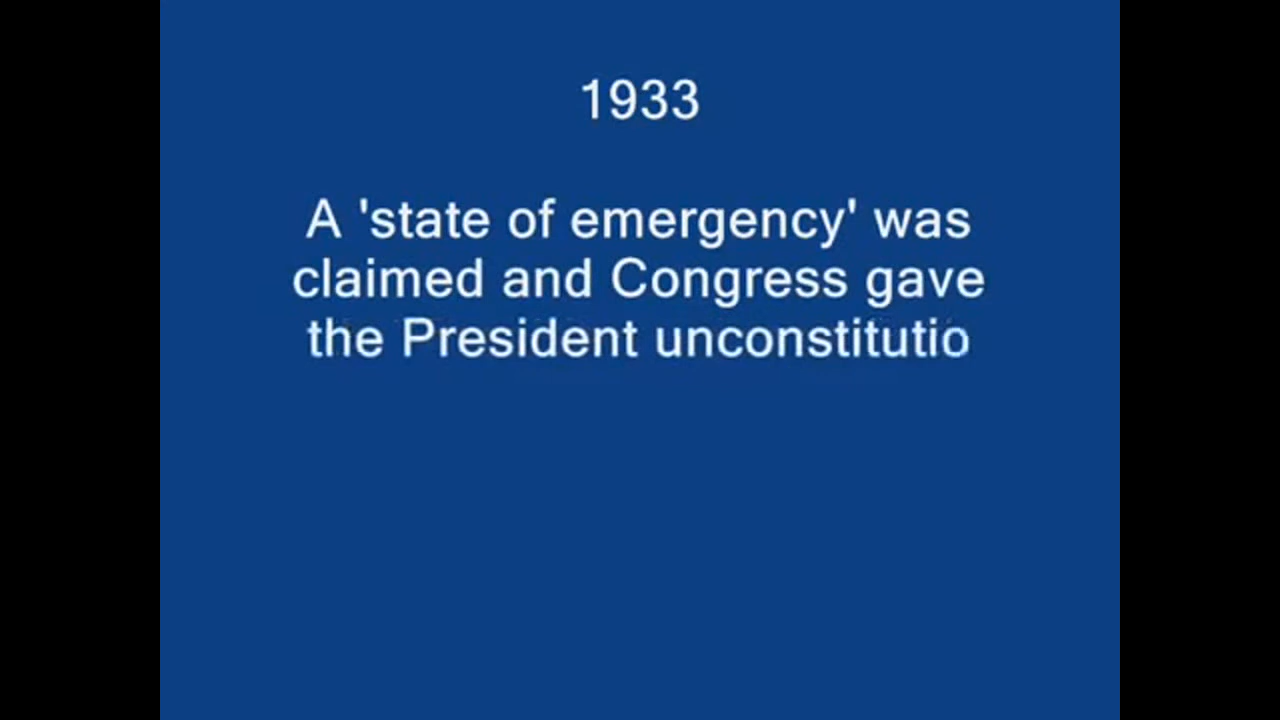 1933
A 'state of emergency' was
claimed and Congress gave
the President unconstitutio